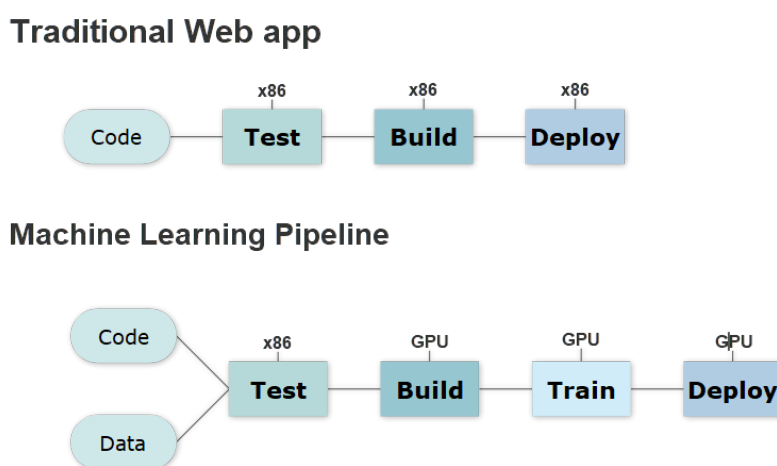 Traditional Web app
x86 x86 x86
Code Test Build Deploy
Machine Learning Pipeline
Code
x86 GPU GPU GPU
Test Build Train Deploy
Data